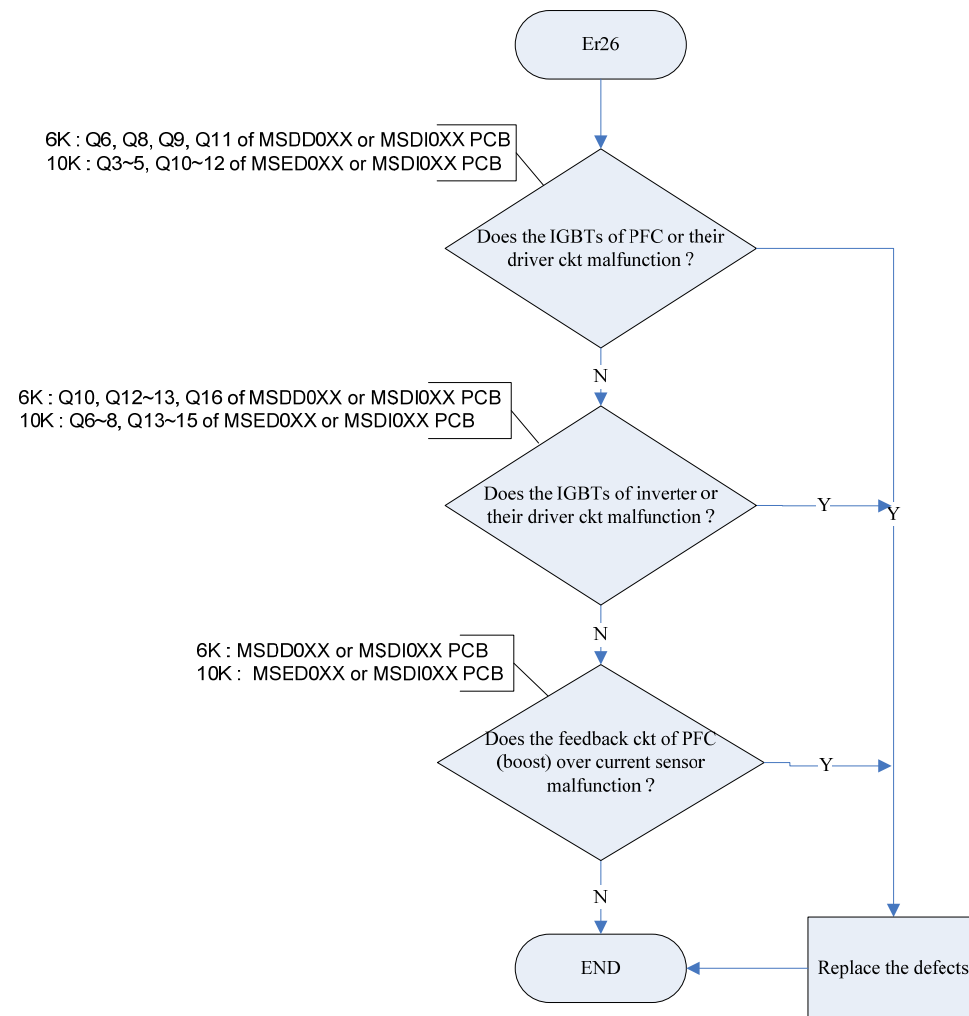 Er26
6K : Q6, Q8, Q9, Q11 of MSDD0XX or MSDI0XX PCB
10K : Q3~5, Q10~12 of MSED0XX or MSDI0XX PCB
Does the IGBTs of PFC or their
driver ckt malfunction ?
N
6K : Q10, Q12~13, Q16 of MSDD0XX or MSDI0XX PCB
10K : Q6~8, Q13~15 of MSED0XX or MSDI0XX PCB
Does the IGBTs of inverter or
their driver ckt malfunction ?
Y
Y
N
6K : MSDD0XX or MSDI0XX PCB
10K :  MSED0XX or MSDI0XX PCB
Does the feedback ckt of PFC
(boost) over current sensor
malfunction ?
Y
N
END
Replace the defects